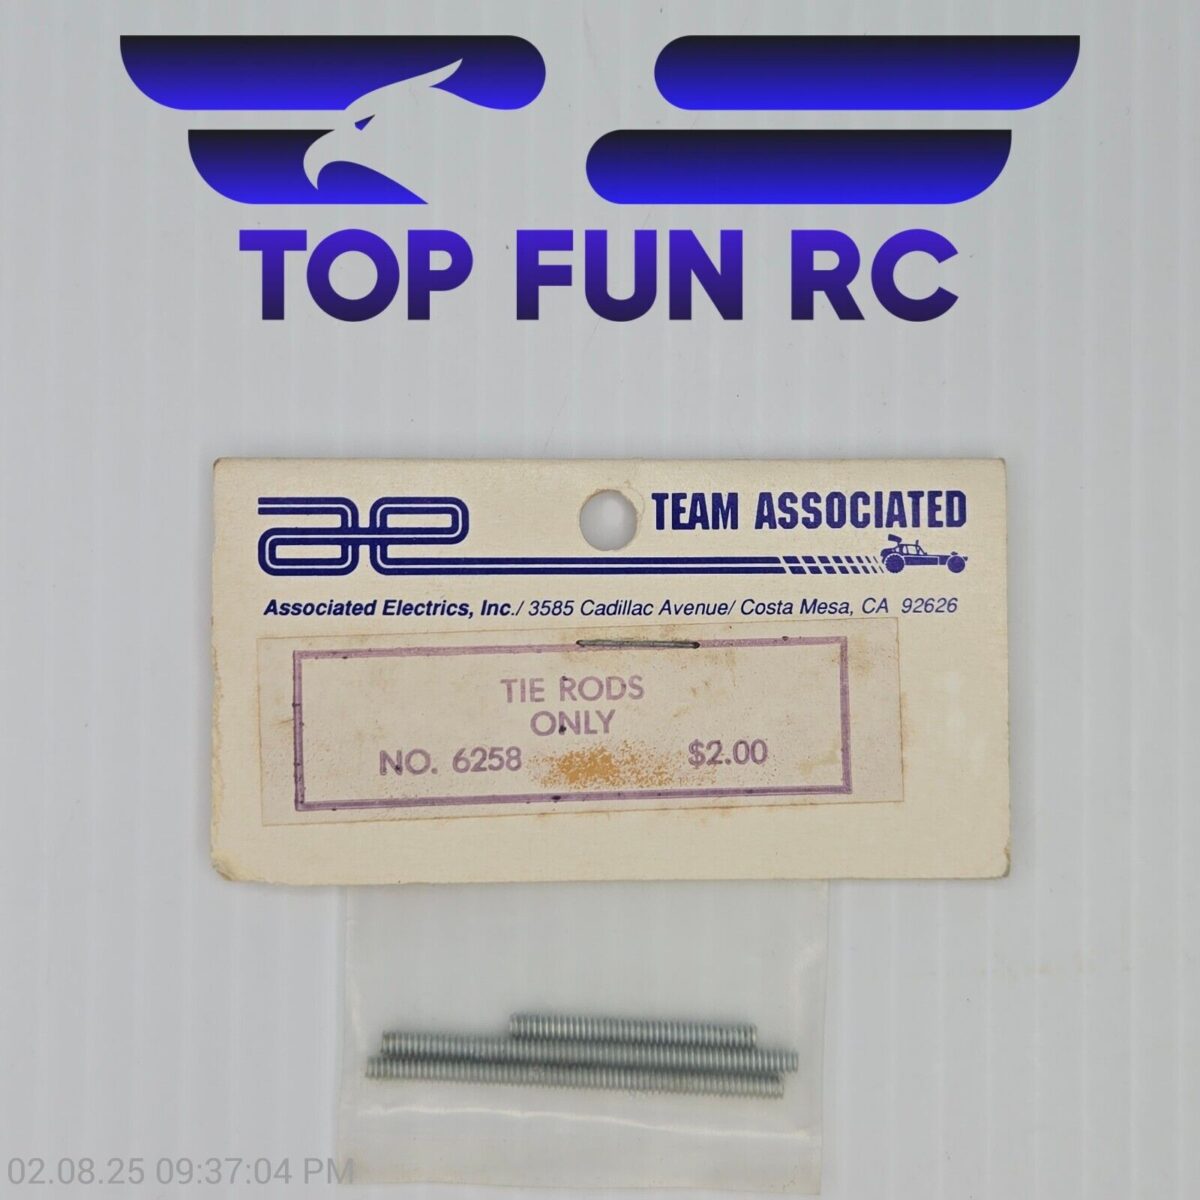 TOP FUN RC
ae TEAM ASSOCIATED
Associated Electrics, Inc./ 3585 Cadillac Avenue/ Costa Mesa, CA 92626
TIE RODS
ONLY
NO. 6258 $2.00
02.08.25 09:37:04 PM